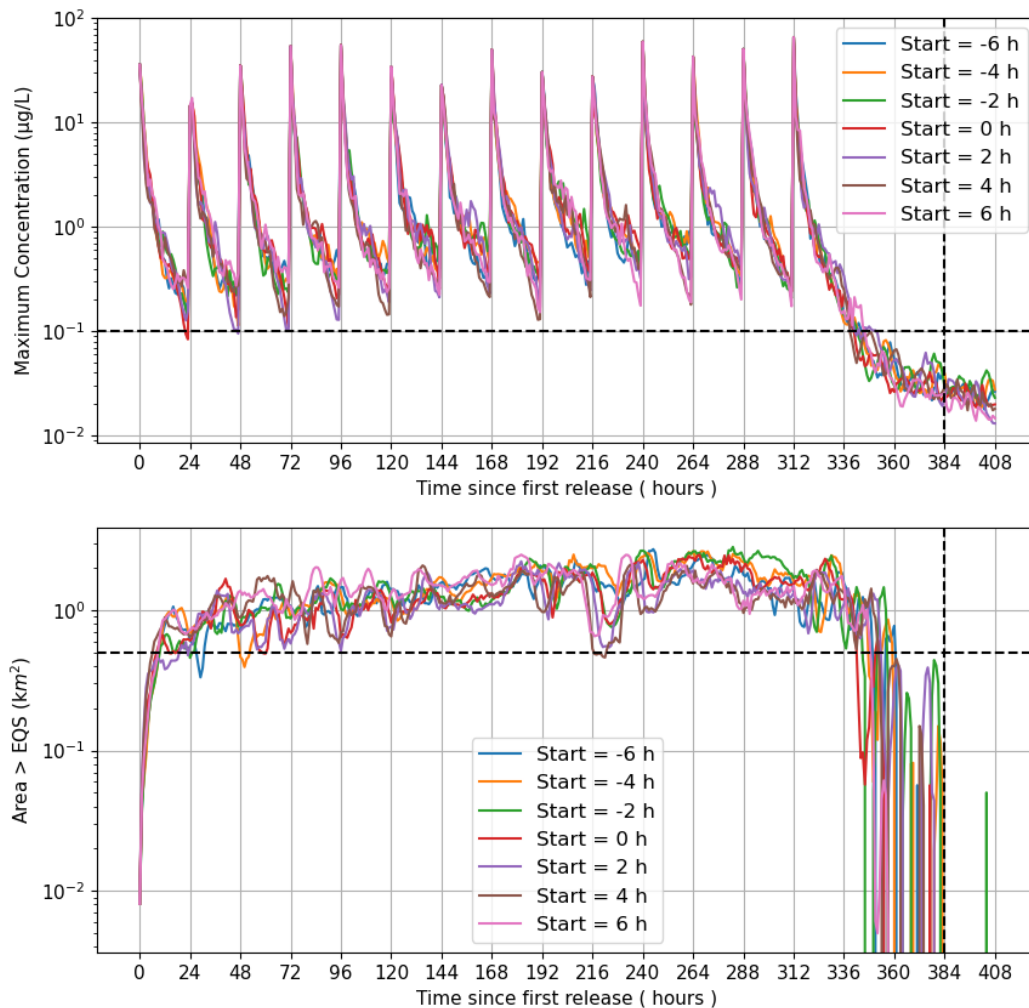 10²
Start = -6 h
Start = -4 h
Start = -2 h
Start = 0 h
Start = 2 h
Start = 4 h
Start = 6 h
10¹
10⁰
10⁻¹
10⁻²
Maximum Concentration (µg/L)
0 24 48 72 96 120 144 168 192 216 240 264 288 312 336 360 384 408
Time since first release ( hours )
10⁰
10⁻¹
10⁻²
Area > EQS (km²)
Start = -6 h
Start = -4 h
Start = -2 h
Start = 0 h
Start = 2 h
Start = 4 h
Start = 6 h
0 24 48 72 96 120 144 168 192 216 240 264 288 312 336 360 384 408
Time since first release ( hours )